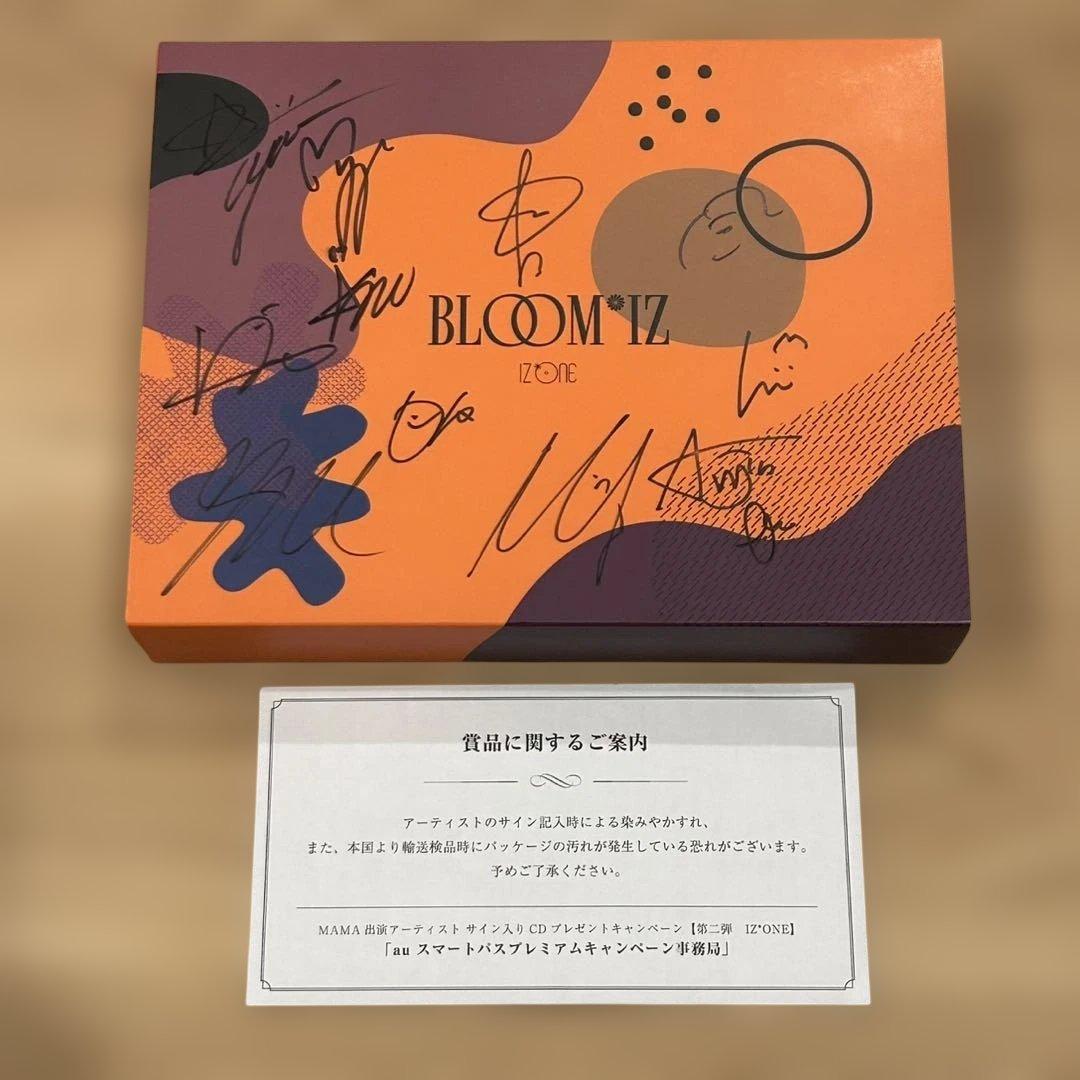 BLOOM*IZ
IZ*ONE
賞品に関するご案内
アーティストのサイン記入時による染みやかすれ、
また、本国より輸送検品時にパッケージの汚れが発生している恐れがございます。
予めご了承ください。
MAMA 出演アーティスト サイン入り CD プレゼントキャンペーン【第二弾 IZ*ONE】
「au スマートパスプレミアムキャンペーン事務局」